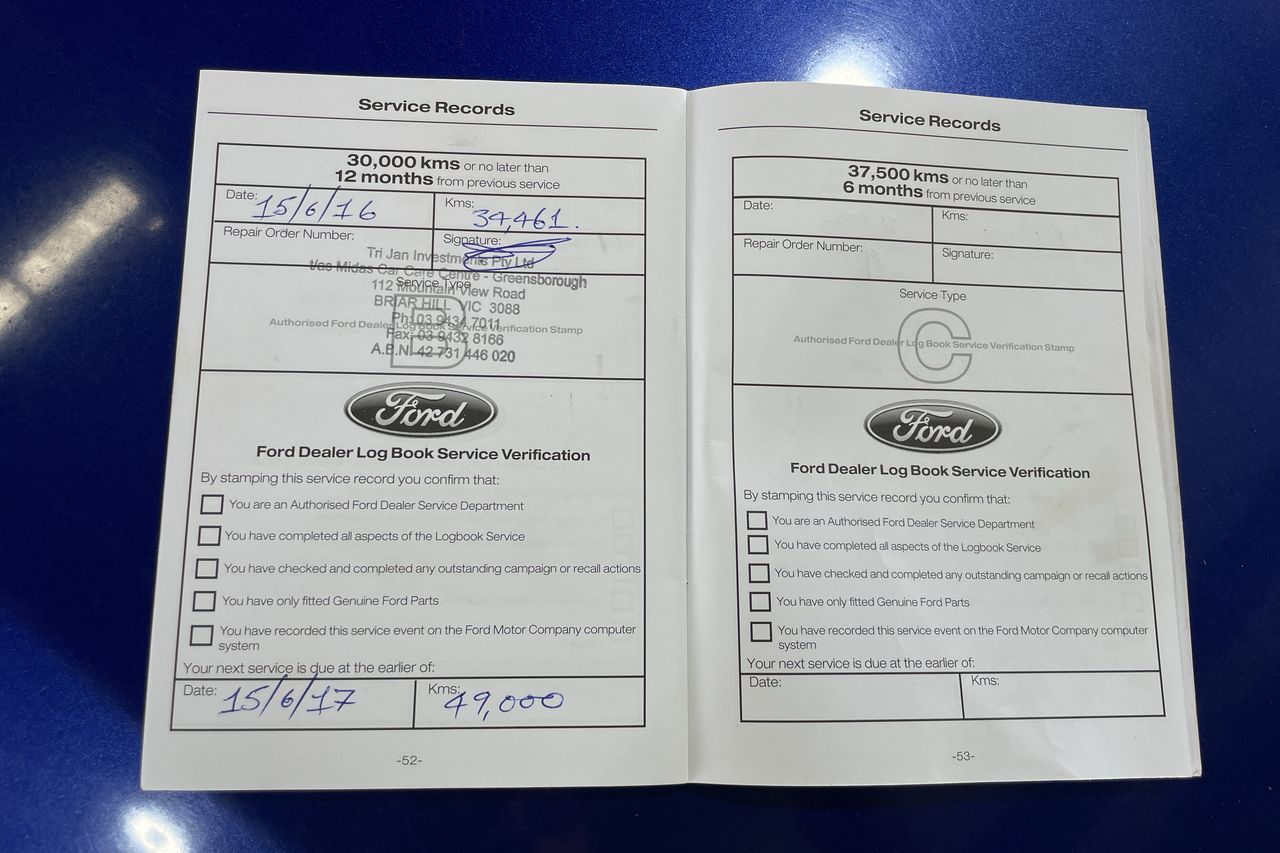 Service Records
30,000 kms or no later than
12 months from previous service
Date: 15/6/16
Kms: 34,461.
Repair Order Number:
Signature:
Tri Jan Investments Pty Ltd
t/as Midas Car Care Centre - Greensborough
Service Type
112 Mountain View Road
BRIAR HILL VIC 3088
Ph: 03 9434 7011
B
Authorised Ford Dealer Log Book Service Verification Stamp
Fax: 03 9432 8166
A.B.N. 42 731 446 020
Ford
Ford Dealer Log Book Service Verification
By stamping this service record you confirm that:
You are an Authorised Ford Dealer Service Department
You have completed all aspects of the Logbook Service
You have checked and completed any outstanding campaign or recall actions
You have only fitted Genuine Ford Parts
You have recorded this service event on the Ford Motor Company computer
system
Your next service is due at the earlier of:
Date: 15/6/17
Kms: 49,000
-52-
Service Records
37,500 kms or no later than
6 months from previous service
Date:
Kms:
Repair Order Number:
Signature:
Service Type
C
Authorised Ford Dealer Log Book Service Verification Stamp
Ford
Ford Dealer Log Book Service Verification
By stamping this service record you confirm that:
You are an Authorised Ford Dealer Service Department
You have completed all aspects of the Logbook Service
You have checked and completed any outstanding campaign or recall actions
You have only fitted Genuine Ford Parts
You have recorded this service event on the Ford Motor Company computer
system
Your next service is due at the earlier of:
Date:
Kms:
-53-